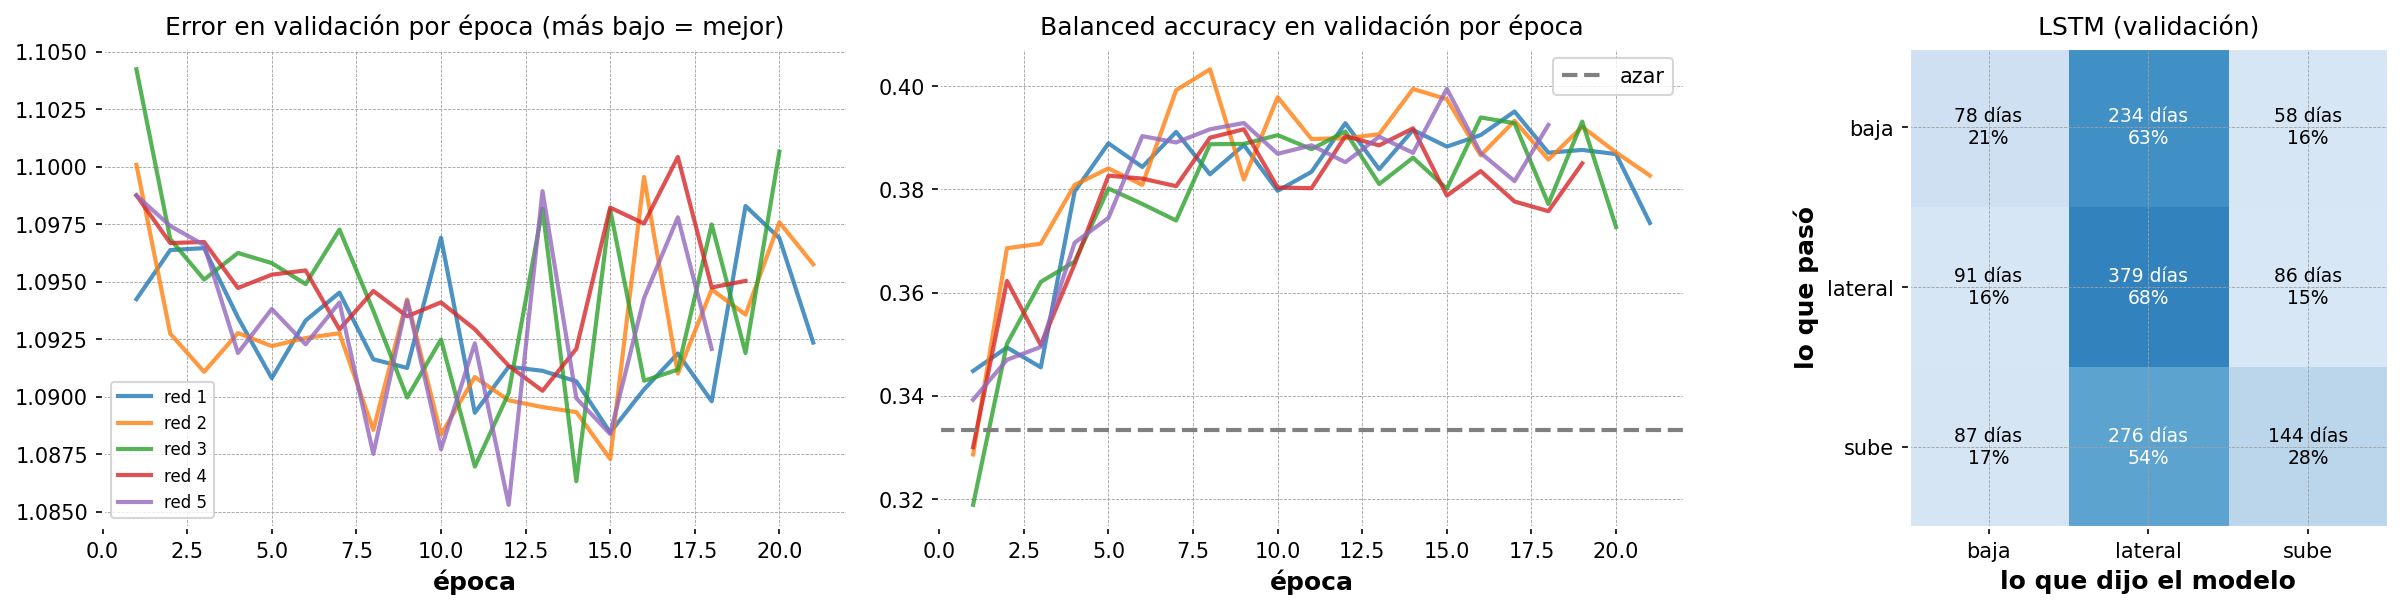 Error en validación por época (más bajo = mejor)
1.1050
1.1025
1.1000
1.0975
1.0950
1.0925
1.0900
1.0875
1.0850
red 1
red 2
red 3
red 4
red 5
0.0 2.5 5.0 7.5 10.0 12.5 15.0 17.5 20.0
época
Balanced accuracy en validación por época
azar
0.40
0.38
0.36
0.34
0.32
0.0 2.5 5.0 7.5 10.0 12.5 15.0 17.5 20.0
época
LSTM (validación)
lo que pasó
baja
78 días
21%
234 días
63%
58 días
16%
lateral
91 días
16%
379 días
68%
86 días
15%
sube
87 días
17%
276 días
54%
144 días
28%
baja lateral sube
lo que dijo el modelo